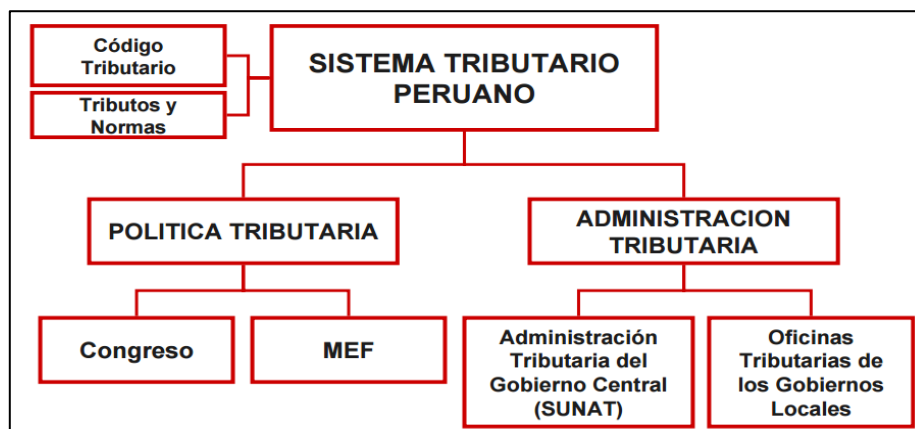 Código
Tributario
Tributos y
Normas
SISTEMA TRIBUTARIO
PERUANO
POLITICA TRIBUTARIA
ADMINISTRACION
TRIBUTARIA
Congreso
MEF
Administración
Tributaria del
Gobierno Central
(SUNAT)
Oficinas
Tributarias de
los Gobiernos
Locales